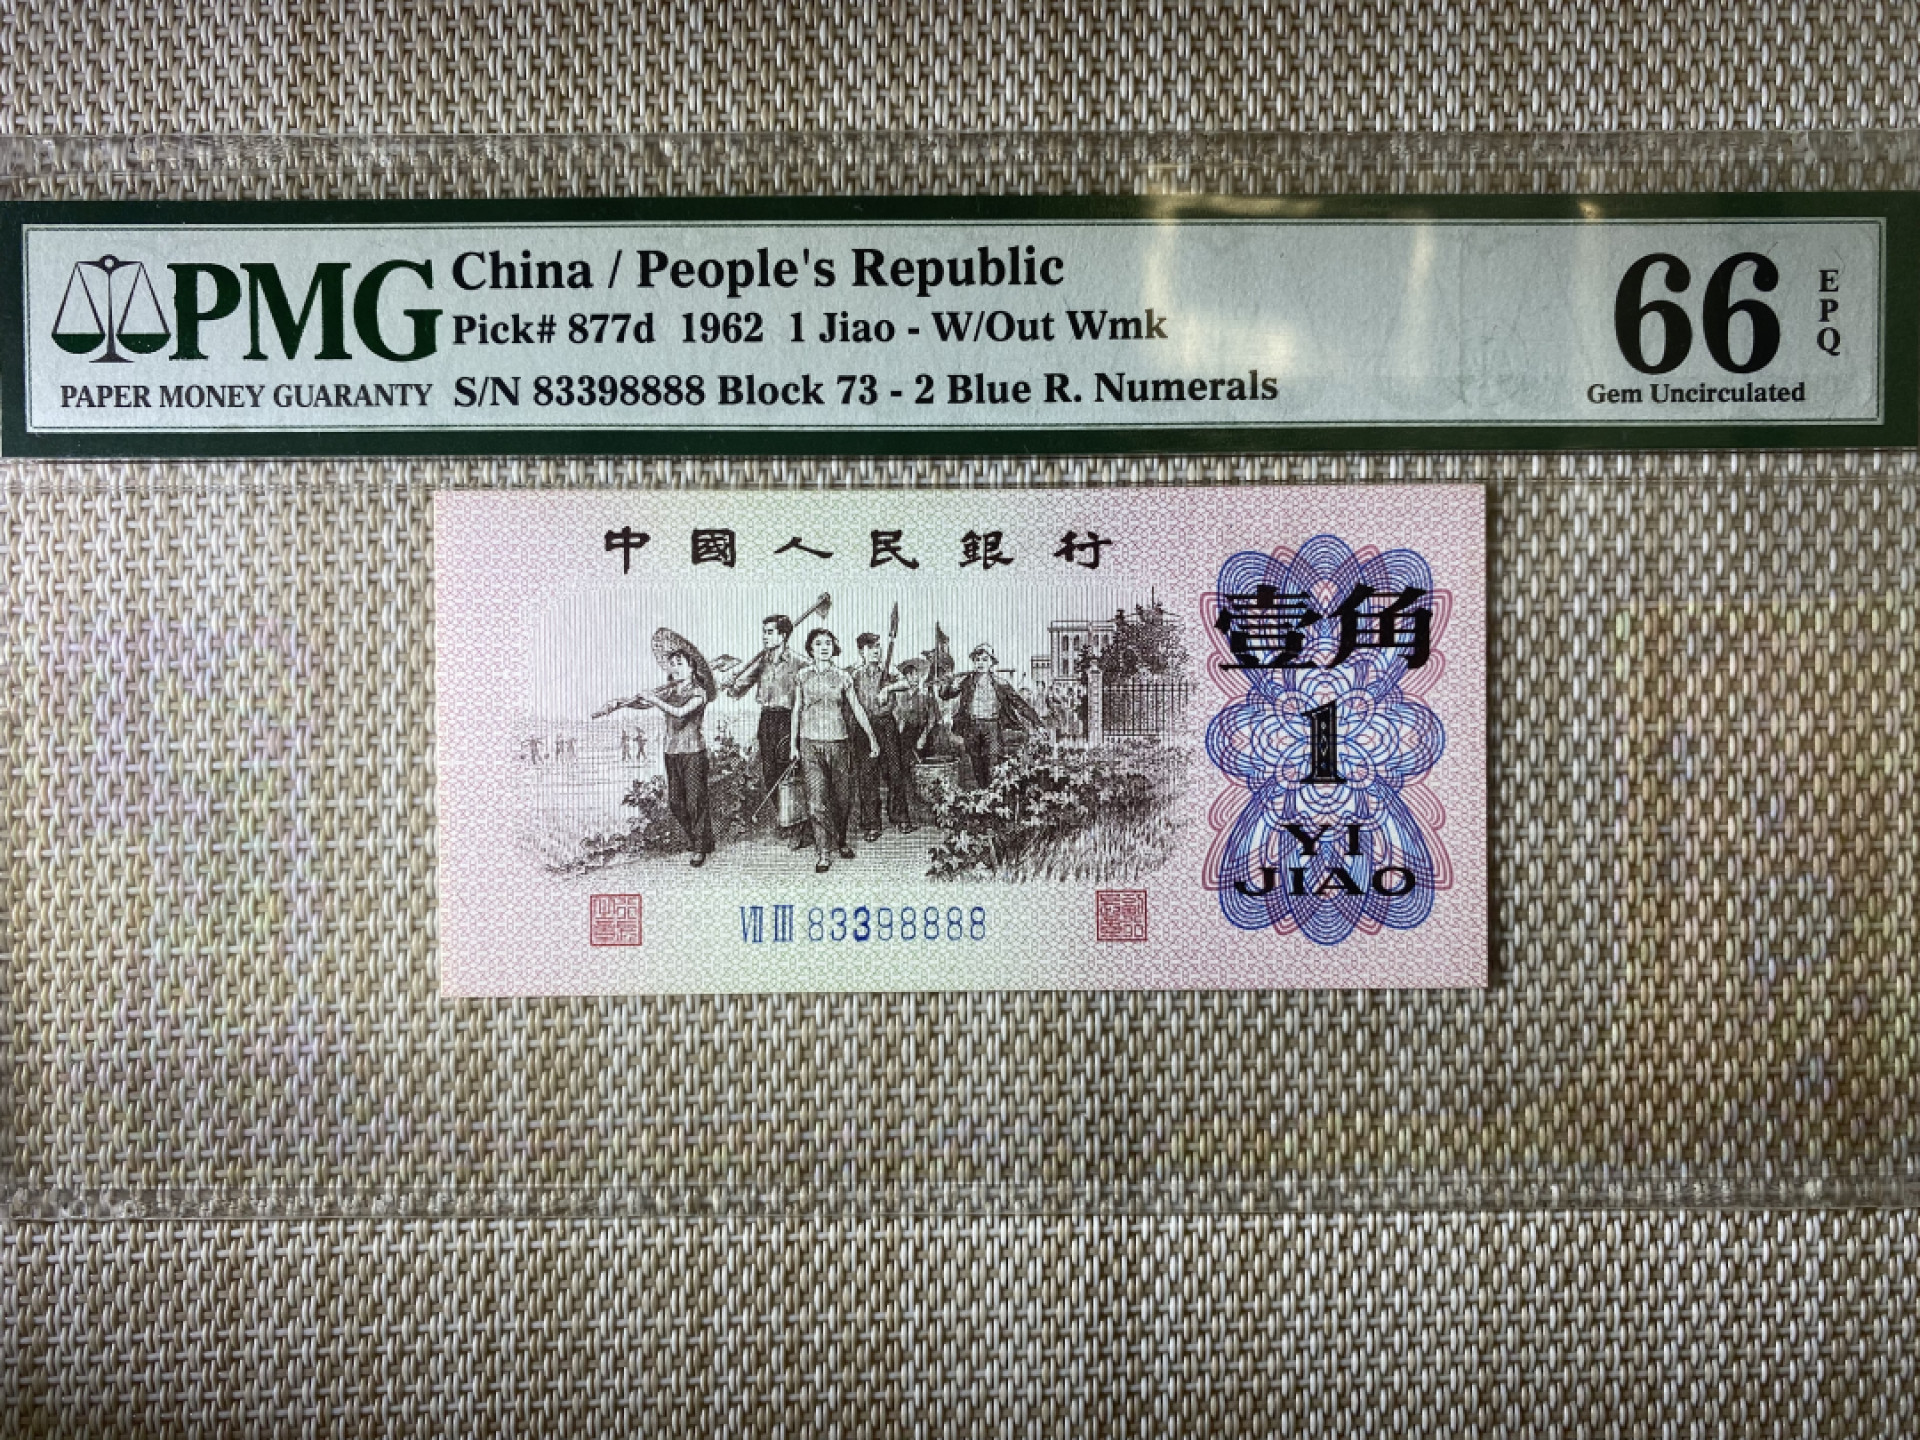 PMG
PAPER MONEY GUARANTY
China / People's Republic
Pick# 877d 1962 1 Jiao - W/Out Wmk
S/N 83398888 Block 73 - 2 Blue R. Numerals
66
EPQ
Gem Uncirculated
中國人民銀行
壹角
1
YI
JIAO
VII III 83398888